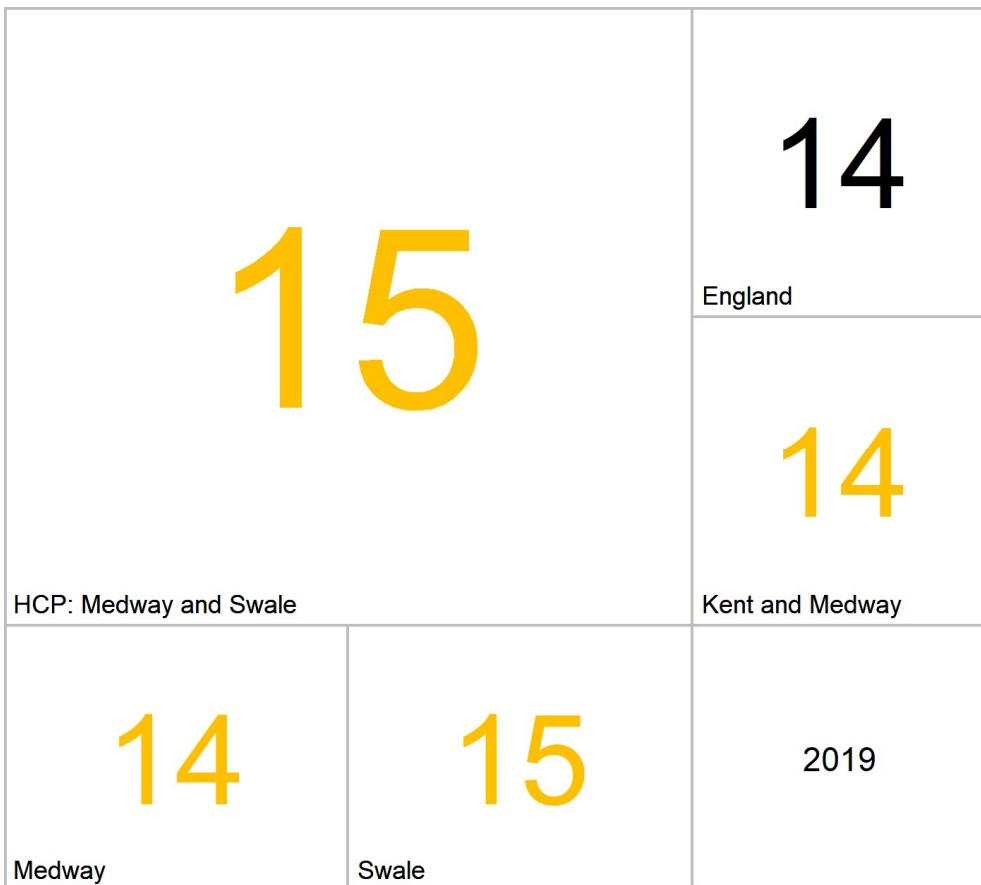 15
HCP: Medway and Swale
14
England
14
Kent and Medway
14
Medway
15
Swale
2019